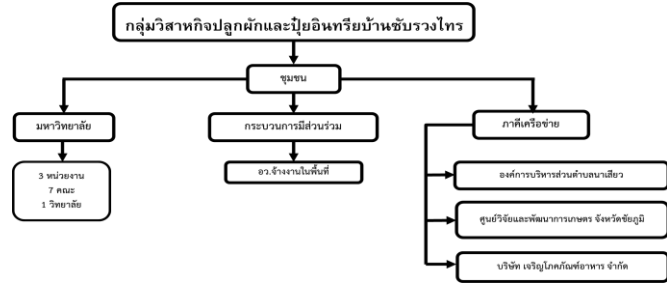 กลุ่มวิสาหกิจปลูกผักและปุ๋ยอินทรีย์บ้านซับรวงไทร
ชุมชน
มหาวิทยาลัย
กระบวนการมีส่วนร่วม
ภาคีเครือข่าย
3 หน่วยงาน
7 คณะ
1 วิทยาลัย
อว.จ้างงานในพื้นที่
องค์การบริหารส่วนตำบลนาเสียว
ศูนย์วิจัยและพัฒนาการเกษตร จังหวัดชัยภูมิ
บริษัท เจริญโภคภัณฑ์อาหาร จำกัด